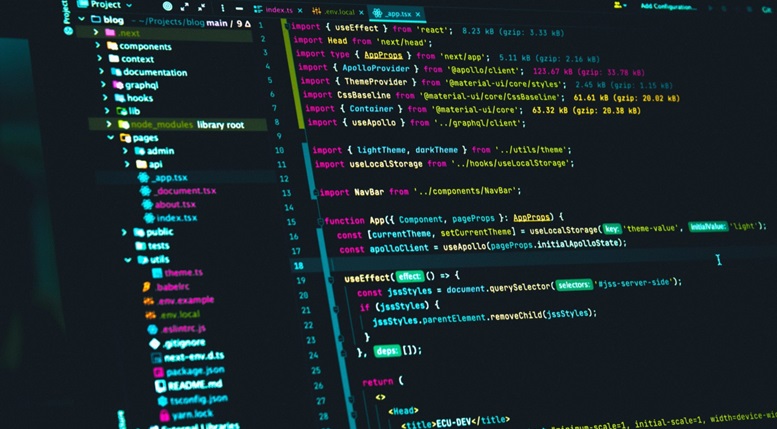 Project
Add Configuration...
Git
index.ts
.env.local
_app.tsx
Project
blog ~/Projects/blog main / 9 Δ
.next
components
context
documentation
graphql
hooks
lib
node_modules library root
pages
admin
api
_app.tsx
_document.tsx
about.tsx
index.tsx
public
tests
utils
theme.ts
.babelrc
.env.example
.env.local
.eslintrc.js
.gitignore
next-env.d.ts
package.json
README.md
tsconfig.json
yarn.lock
External Libraries
1 import { useEffect } from 'react'; 8.23 kB (gzip: 3.33 kB)
2 import Head from 'next/head';
3 import type { AppProps } from 'next/app'; 5.11 kB (gzip: 2.16 kB)
4 import { ApolloProvider } from '@apollo/client'; 123.67 kB (gzip: 33.78 kB)
5 import { ThemeProvider } from '@material-ui/core/styles'; 2.45 kB (gzip: 1.15 kB)
6 import CssBaseline from '@material-ui/core/CssBaseline'; 61.61 kB (gzip: 20.02 kB)
7 import { Container } from '@material-ui/core'; 63.32 kB (gzip: 20.38 kB)
8 import { useApollo } from '../graphql/client';
9
10 import { lightTheme, darkTheme } from '../utils/theme';
11 import useLocalStorage from '../hooks/useLocalStorage';
12
13 import NavBar from '../components/NavBar';
14
15 function App({ Component, pageProps }: AppProps) {
16 const [currentTheme, setCurrentTheme] = useLocalStorage( key: 'theme-value', initialValue: 'light');
17 const apolloClient = useApollo(pageProps.initialApolloState);
18
19 useEffect( effect: () => {
20 const jssStyles = document.querySelector( selectors: '#jss-server-side');
21 if (jssStyles) {
22 jssStyles.parentElement.removeChild(jssStyles);
23 }
24 }, deps: []);
25
26 return (
27 <>
28 <Head>
<title>ECU-DEV</title>
initial-scale=1, width=device-wid